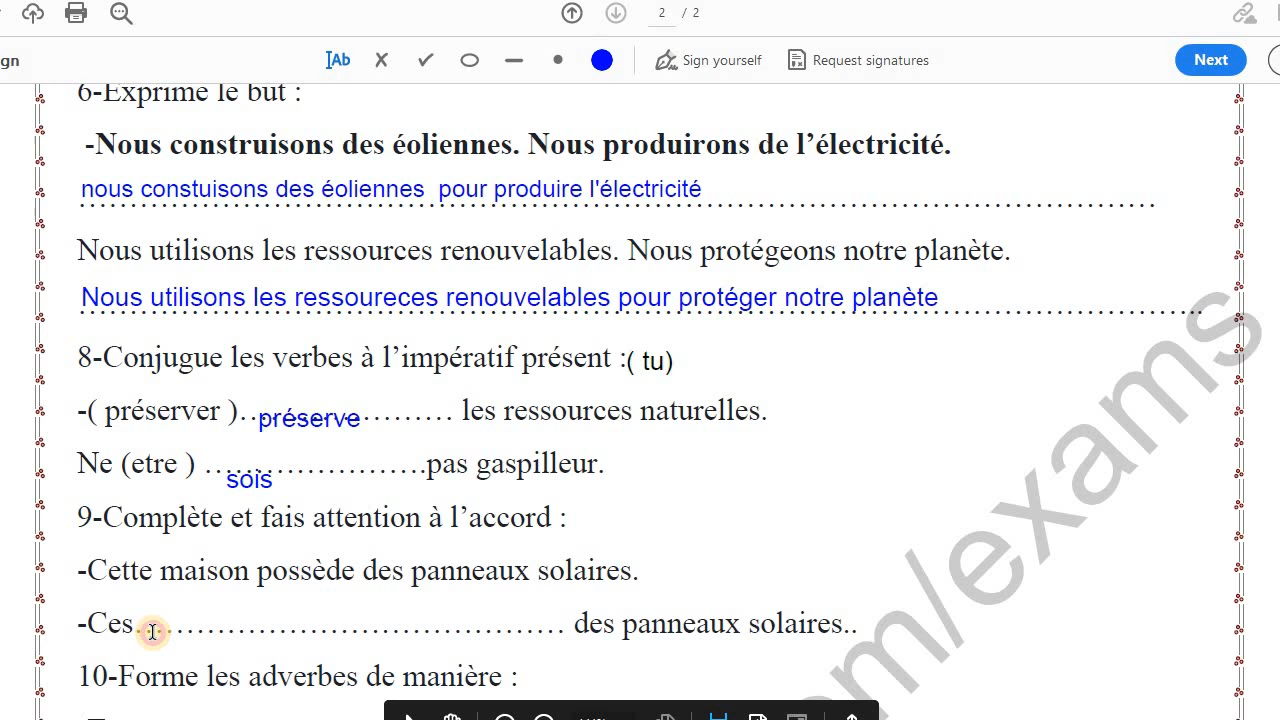 2 / 2
gn
Ab
Sign yourself
Request signatures
Next
6-Exprime le but :
-Nous construisons des éoliennes. Nous produirons de l’électricité.
nous constuisons des éoliennes pour produire l'électricité
……………………………………………………………………………………………………………
Nous utilisons les ressources renouvelables. Nous protégeons notre planète.
Nous utilisons les ressoureces renouvelables pour protéger notre planète
………………………………………………………………………………………………………………..
8-Conjugue les verbes à l’impératif présent :( tu)
-( préserver )…………………… les ressources naturelles.
préserve
Ne (etre ) …………………….pas gaspilleur.
sois
9-Complète et fais attention à l’accord :
-Cette maison possède des panneaux solaires.
-Ces………………………………………… des panneaux solaires..
10-Forme les adverbes de manière :
m/exams